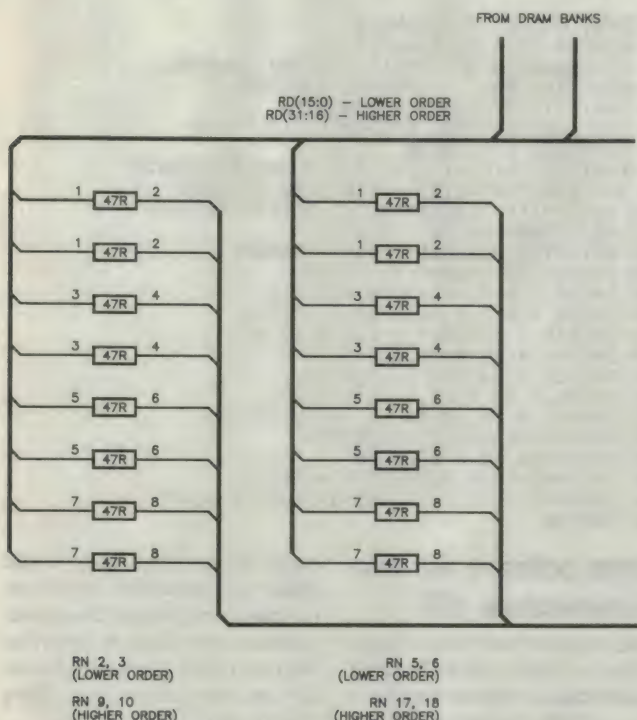 FROM DRAM BANKS
RD(15:0) – LOWER ORDER
RD(31:16) – HIGHER ORDER
1 47R 2 1 47R 2
1 47R 2 1 47R 2
3 47R 4 3 47R 4
3 47R 4 3 47R 4
5 47R 6 5 47R 6
5 47R 6 5 47R 6
7 47R 8 7 47R 8
7 47R 8 7 47R 8
RN 2, 3 RN 5, 6
(LOWER ORDER) (LOWER ORDER)
RN 9, 10 RN 17, 18
(HIGHER ORDER) (HIGHER ORDER)